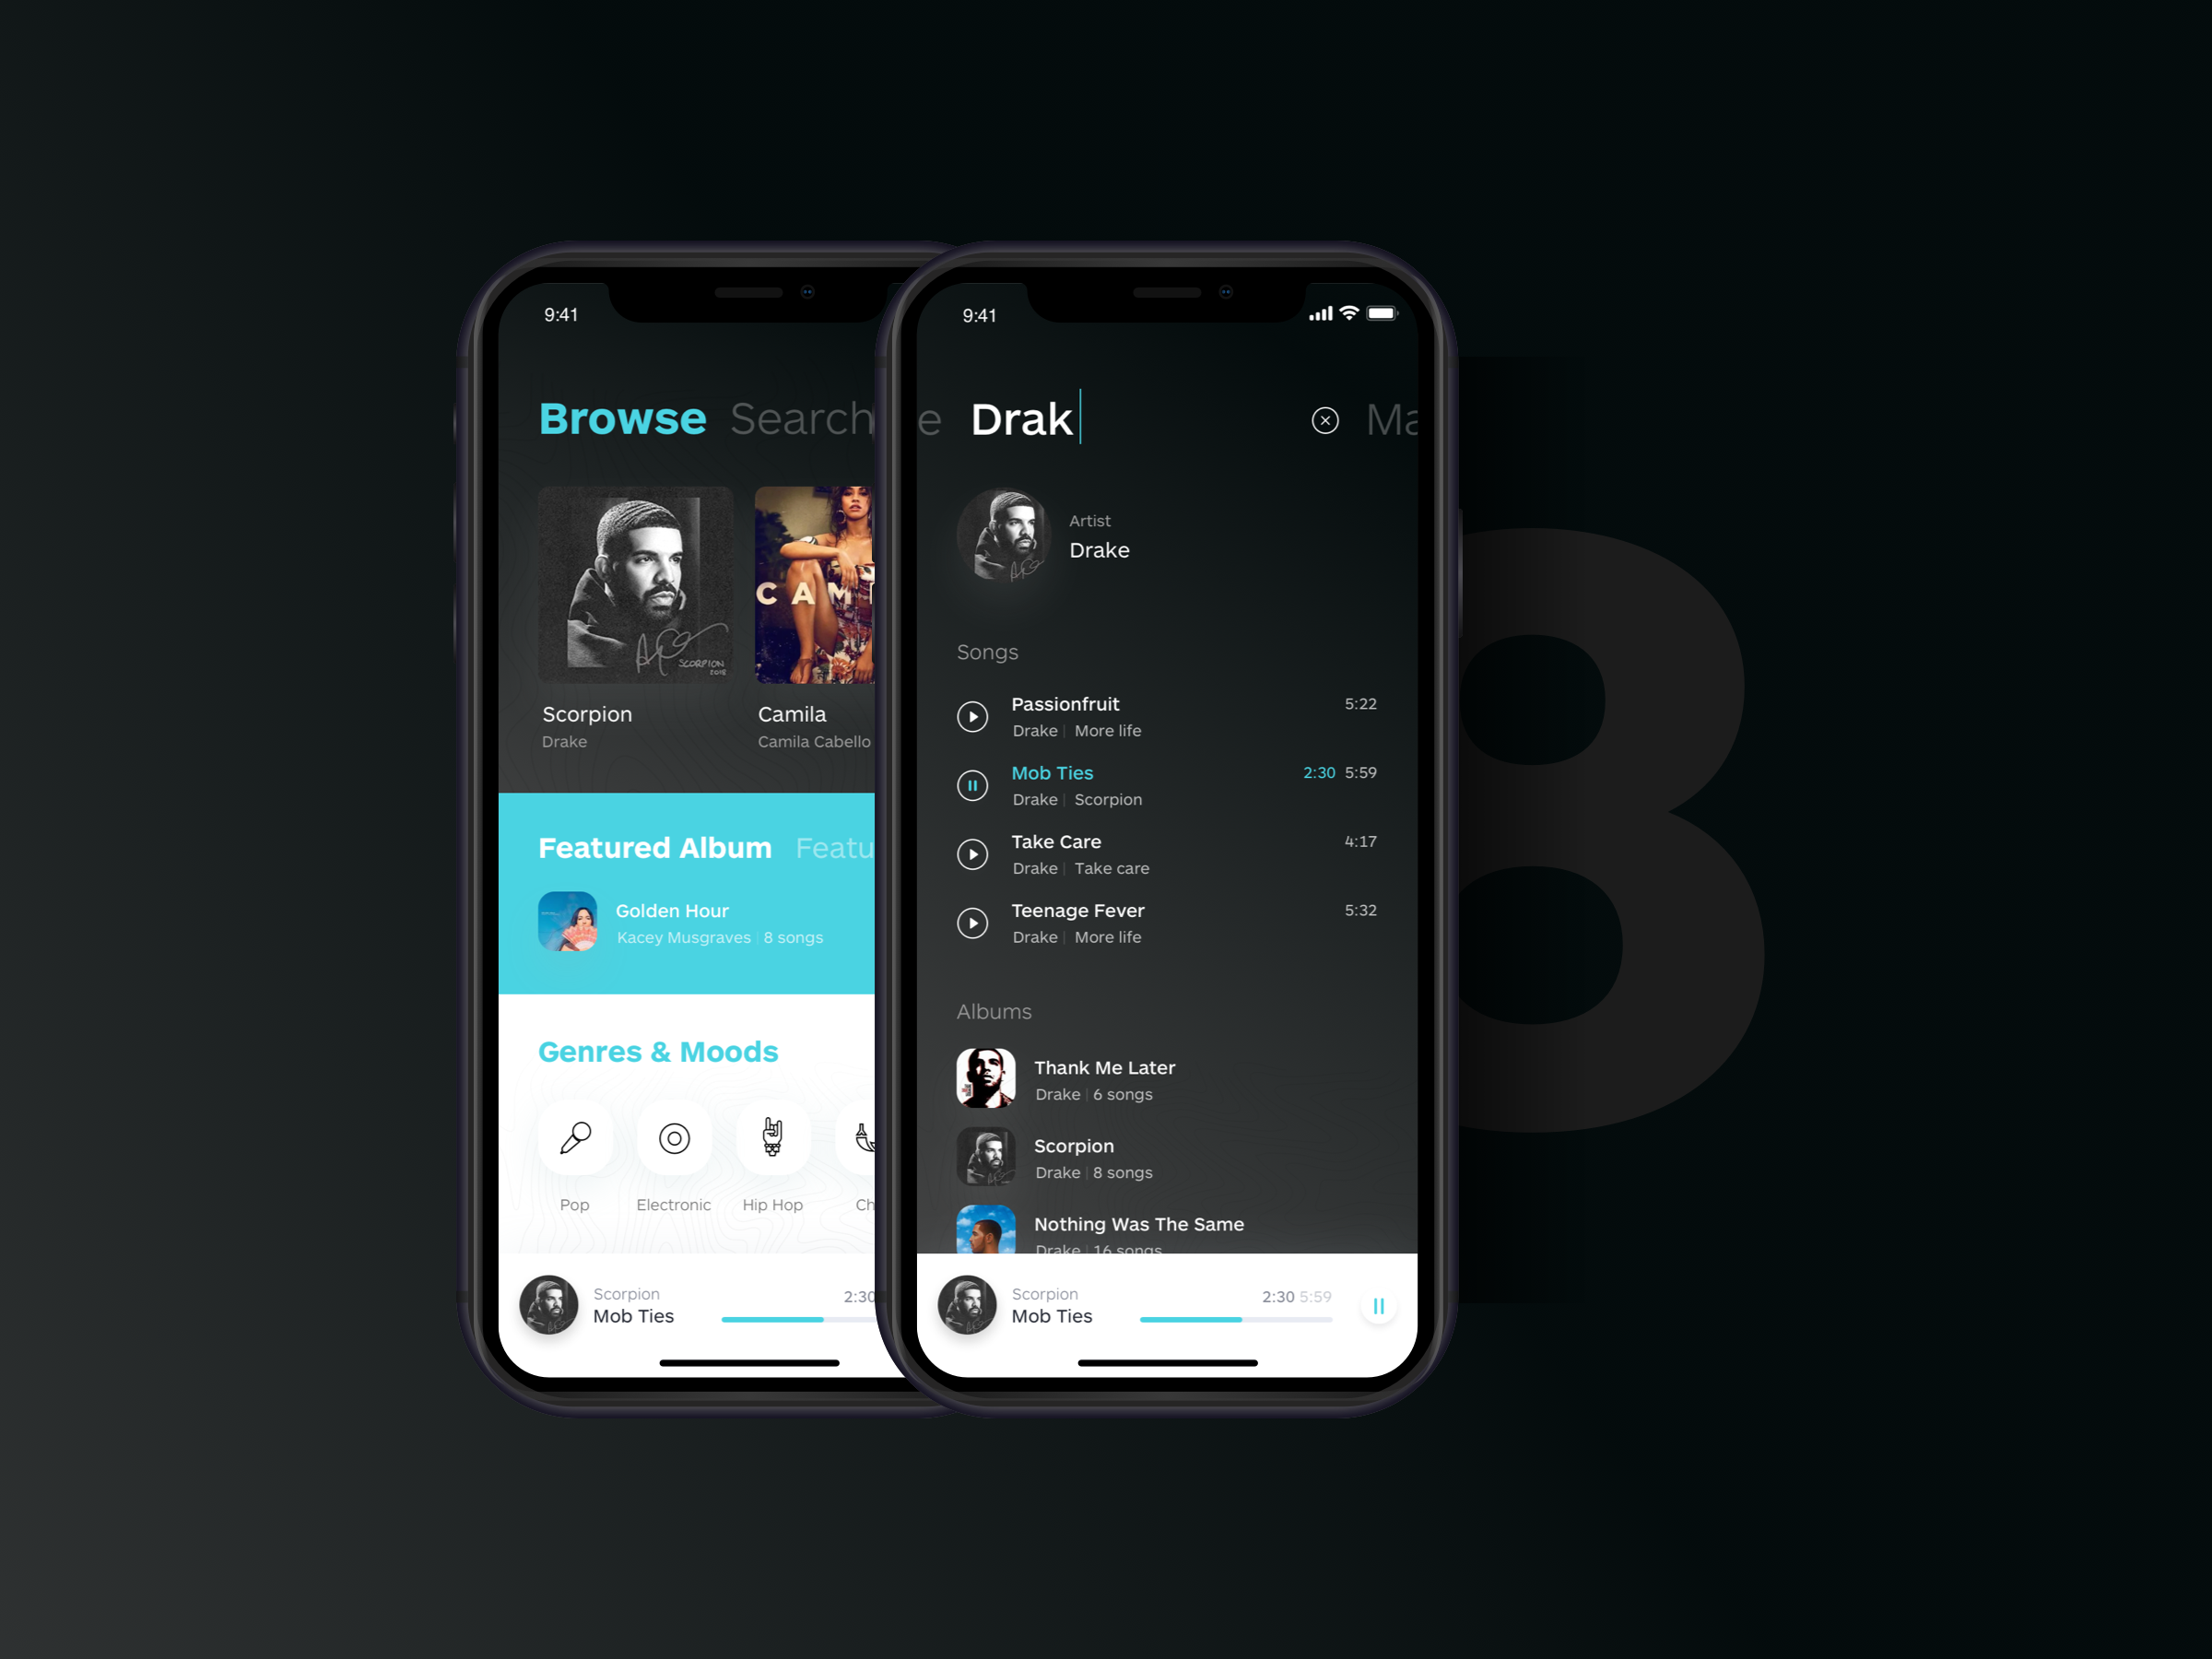 9:41
Browse Search
CAM
SCORPION
2018
Scorpion
Drake
Camila
Camila Cabello
Featured Album Featu
Golden Hour
Kacey Musgraves | 8 songs
Genres & Moods
Pop
Electronic
Hip Hop
Ch
Scorpion
Mob Ties
2:30
9:41
e Drak Ma
Artist
Drake
Songs
Passionfruit 5:22
Drake | More life
Mob Ties 2:30 5:59
Drake | Scorpion
Take Care 4:17
Drake | Take care
Teenage Fever 5:32
Drake | More life
Albums
Thank Me Later
Drake | 6 songs
Scorpion
Drake | 8 songs
Nothing Was The Same
Drake | 16 songs
Scorpion
Mob Ties
2:30 5:59
8